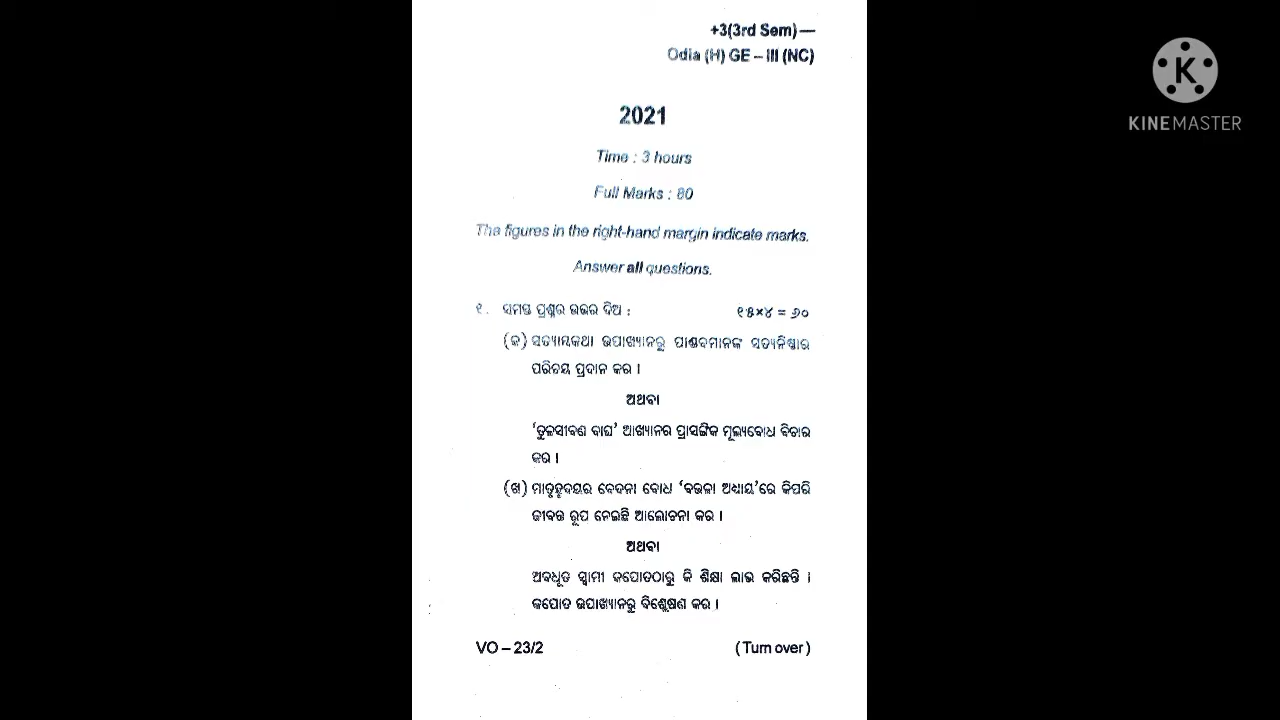 +3(3rd Sem) —
Odia (H) GE – III (NC)
KINEMASTER
2021
Time : 3 hours
Full Marks : 80
The figures in the right-hand margin indicate marks.
Answer all questions.
୧. ସମସ୍ତ ପ୍ରଶ୍ନର ଉତ୍ତର ଦିଅ : ୧୫×୪ = ୬୦
(କ) ସତ୍ୟାମ୍ବକଥା ଉପାଖ୍ୟାନରୁ ପାଣ୍ଡବମାନଙ୍କ ସତ୍ୟନିଷ୍ଠାର
ପରିଚୟ ପ୍ରଦାନ କର ।
ଅଥବା
‘ତୁଳସୀବଣ ବାଘ’ ଆଖ୍ୟାନର ପ୍ରାସଙ୍ଗିକ ମୂଲ୍ୟବୋଧ ବିଚାର
କର ।
(ଖ) ମାତୃହୃଦୟର ବେଦନା ବୋଧ ‘ବଉଳା ଅଧ୍ୟାୟ’ରେ କିପରି
ଜୀବନ୍ତ ରୂପ ନେଇଛି ଆଲୋଚନା କର ।
ଅଥବା
ଅବଧୂତ ସ୍ୱାମୀ କପୋତଠାରୁ କି ଶିକ୍ଷା ଲାଭ କରିଛନ୍ତି ।
କପୋତ ଉପାଖ୍ୟାନରୁ ବିଶ୍ଳେଷଣ କର ।
VO – 23/2 (Turn over)